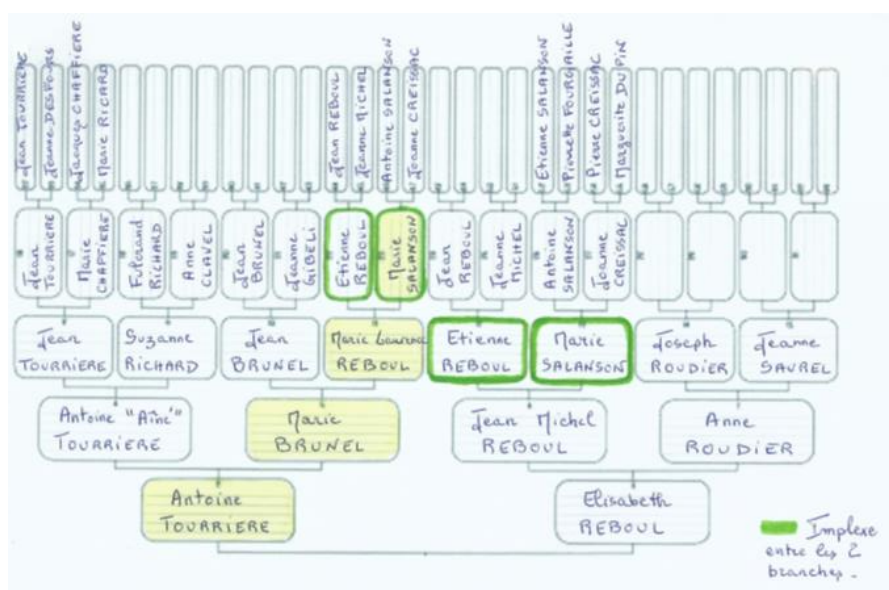 Jean TOURRIERE
Jeanne DESFOURS
Jacques CHAFFIERE
Marie RICARD
Jean REBOUL
Jeanne MICHEL
Antoine SALANSON
Jeanne CREISSAC
Etienne SALANSON
Pierrette FOURGAILLE
Pierre CREISSAC
Marguerite DUPIN
Jean
TOURRIERE
Marie
CHAFFIERE
RICHARD
Anne
CLAVEL
Jean
BRUNEL
Jeanne
GIBELI
Etienne
REBOUL
Marie
SALANSON
Jean
REBOUL
Jeanne
MICHEL
Antoine
SALANSON
Jeanne
CREISSAC
Jean
TOURRIERE
Suzanne
RICHARD
Jean
BRUNEL
Marie
REBOUL
Etienne
REBOUL
Marie
SALANSON
Joseph
ROUDIER
Jeanne
SAUREL
Antoine "Aîné"
TOURRIERE
Marie
BRUNEL
Jean Michel
REBOUL
Anne
ROUDIER
Antoine
TOURRIERE
Elisabeth
REBOUL
Implexe
entre les 2
branches.